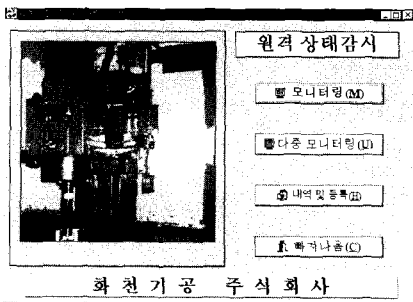 원격 상태감시
모니터링(M)
다중 모니터링(U)
내역 및 등록(H)
빠져나옴(C)
화천기공 주식회사